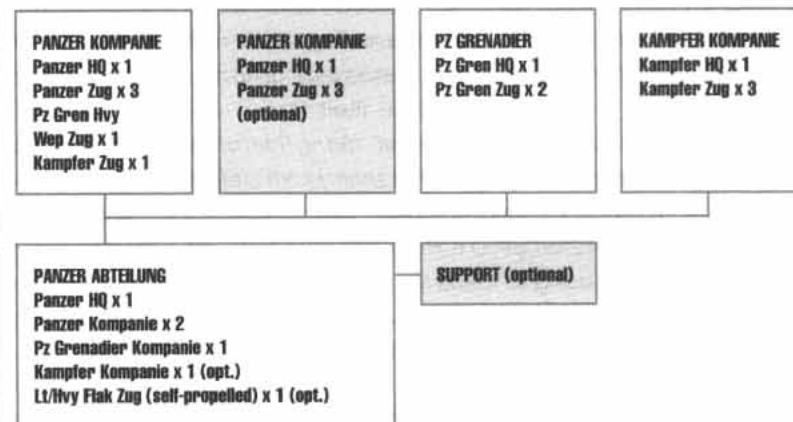 PANZER KOMPANIE
Panzer HQ x 1
Panzer Zug x 3
Pz Gren Hvy
Wep Zug x 1
Kampfer Zug x 1
PANZER KOMPANIE
Panzer HQ x 1
Panzer Zug x 3
(optional)
PZ GRENADIER
Pz Gren HQ x 1
Pz Gren Zug x 2
KAMPFER KOMPANIE
Kampfer HQ x 1
Kampfer Zug x 3
PANZER ABTEILUNG
Panzer HQ x 1
Panzer Kompanie x 2
Pz Grenadier Kompanie x 1
Kampfer Kompanie x 1 (opt.)
Lt/Hvy Flak Zug (self-propelled) x 1 (opt.)
SUPPORT (optional)